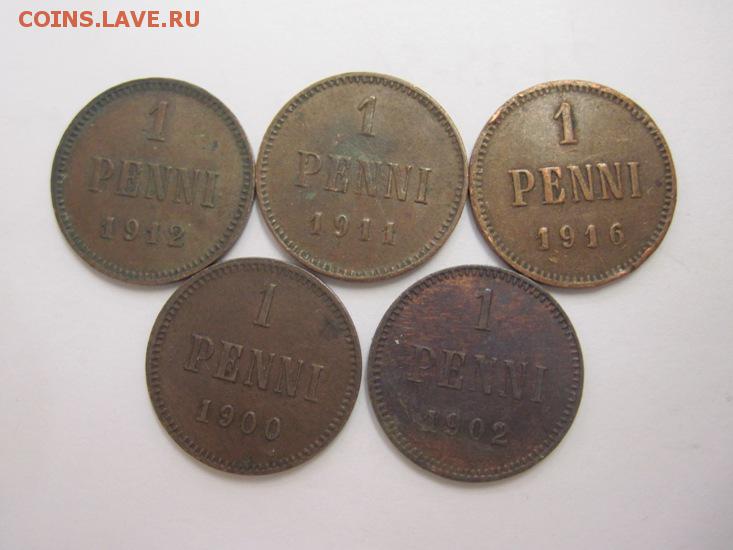 COINS.LAVE.RU
1
PENNI
1912
1
PENNI
1911
1
PENNI
1916
1
PENNI
1900
1
PENNI
1902